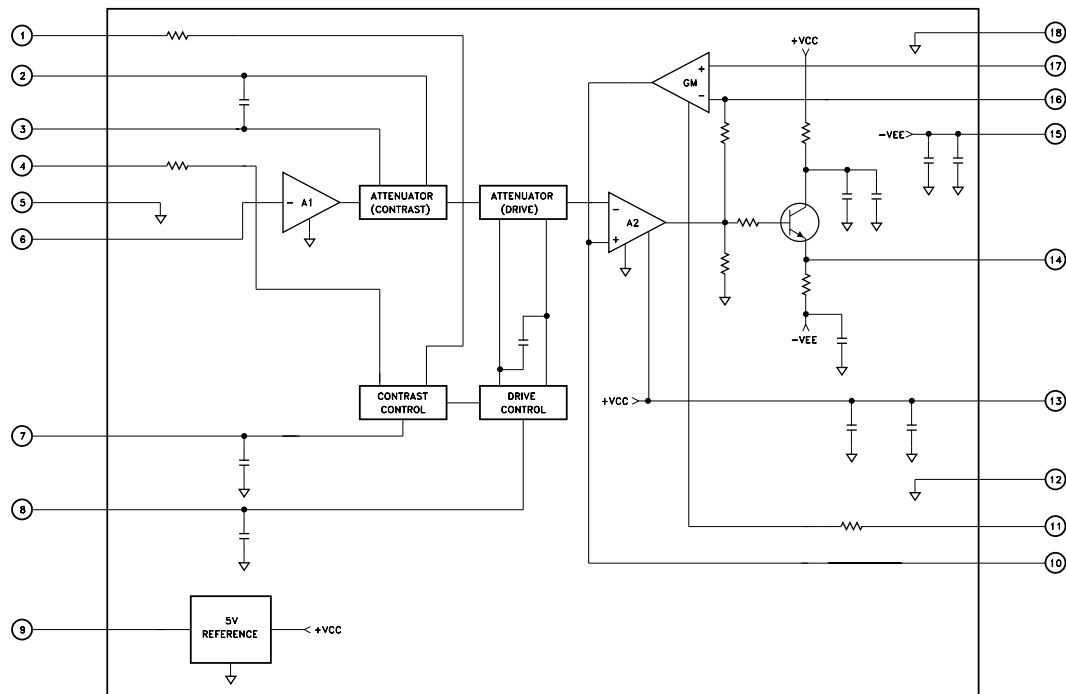 1
2
3
4
5
6
7
8
9
18
17
16
15
14
13
12
11
10
+VCC
+
GM
−
−VEE
− A1
ATTENUATOR
(CONTRAST)
ATTENUATOR
(DRIVE)
−
A2
+
−VEE
CONTRAST
CONTROL
DRIVE
CONTROL
+VCC
5V
REFERENCE
+VCC